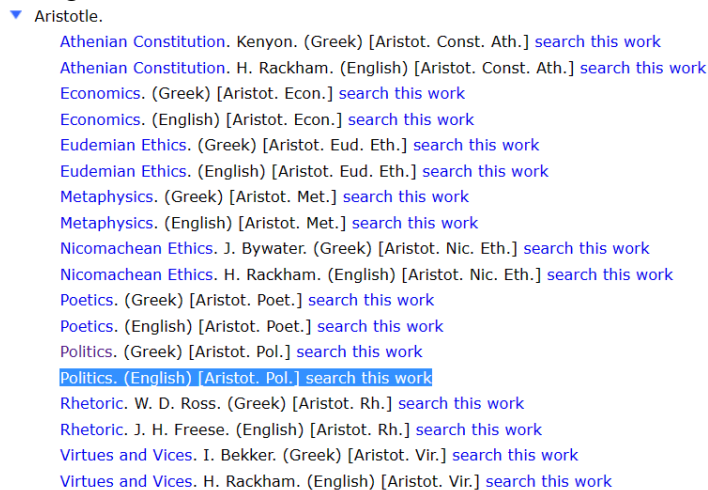 Aristotle.
Athenian Constitution. Kenyon. (Greek) [Aristot. Const. Ath.] search this work
Athenian Constitution. H. Rackham. (English) [Aristot. Const. Ath.] search this work
Economics. (Greek) [Aristot. Econ.] search this work
Economics. (English) [Aristot. Econ.] search this work
Eudemian Ethics. (Greek) [Aristot. Eud. Eth.] search this work
Eudemian Ethics. (English) [Aristot. Eud. Eth.] search this work
Metaphysics. (Greek) [Aristot. Met.] search this work
Metaphysics. (English) [Aristot. Met.] search this work
Nicomachean Ethics. J. Bywater. (Greek) [Aristot. Nic. Eth.] search this work
Nicomachean Ethics. H. Rackham. (English) [Aristot. Nic. Eth.] search this work
Poetics. (Greek) [Aristot. Poet.] search this work
Poetics. (English) [Aristot. Poet.] search this work
Politics. (Greek) [Aristot. Pol.] search this work
Politics. (English) [Aristot. Pol.] search this work
Rhetoric. W. D. Ross. (Greek) [Aristot. Rh.] search this work
Rhetoric. J. H. Freese. (English) [Aristot. Rh.] search this work
Virtues and Vices. I. Bekker. (Greek) [Aristot. Vir.] search this work
Virtues and Vices. H. Rackham. (English) [Aristot. Vir.] search this work